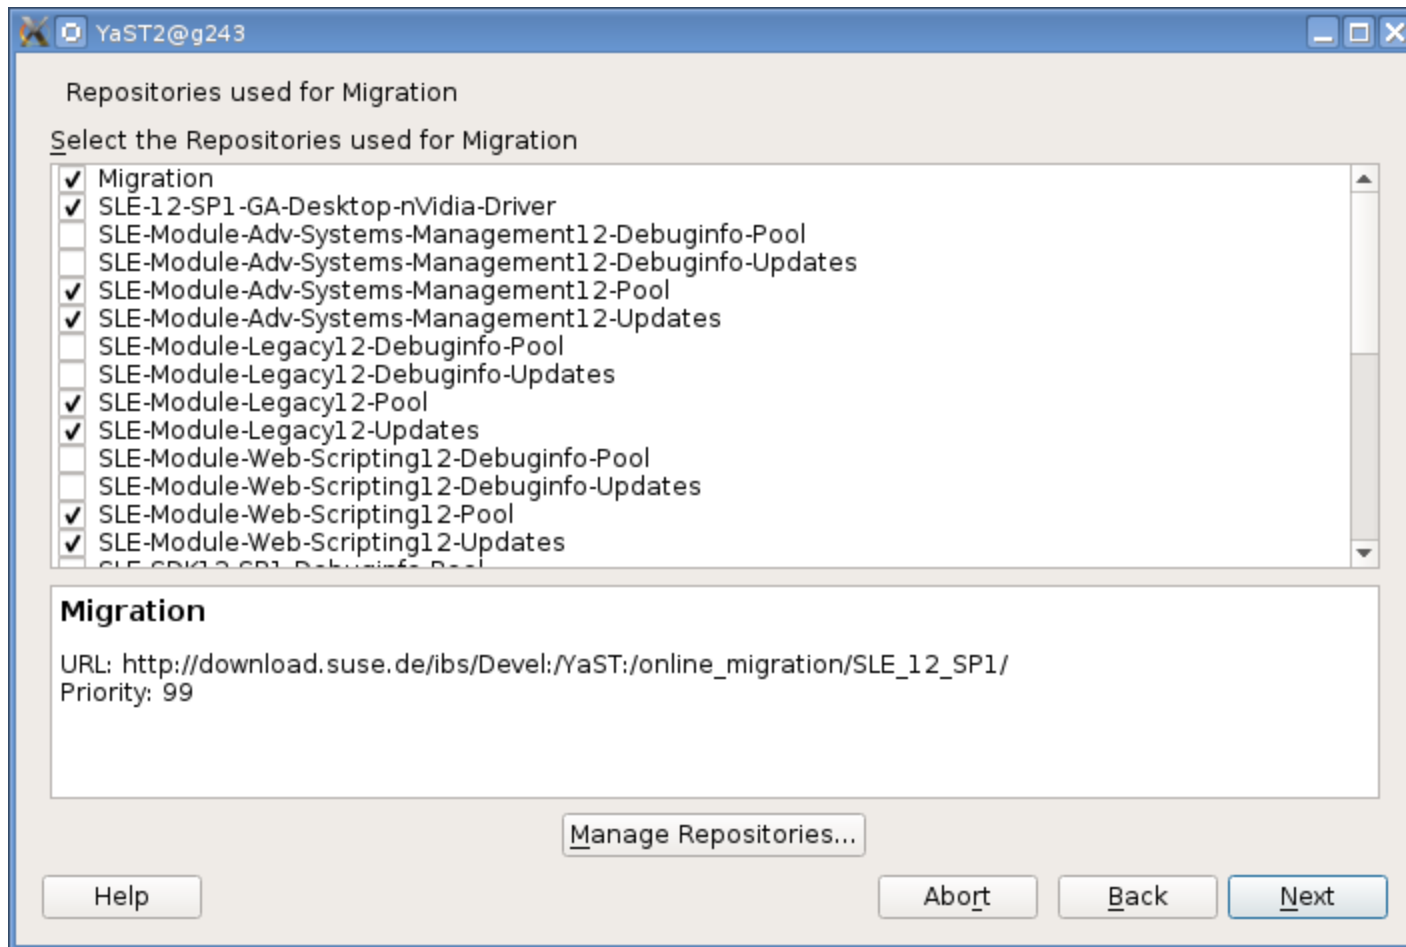 YaST2@g243
Repositories used for Migration
Select the Repositories used for Migration
Migration
SLE-12-SP1-GA-Desktop-nVidia-Driver
SLE-Module-Adv-Systems-Management12-Debuginfo-Pool
SLE-Module-Adv-Systems-Management12-Debuginfo-Updates
SLE-Module-Adv-Systems-Management12-Pool
SLE-Module-Adv-Systems-Management12-Updates
SLE-Module-Legacy12-Debuginfo-Pool
SLE-Module-Legacy12-Debuginfo-Updates
SLE-Module-Legacy12-Pool
SLE-Module-Legacy12-Updates
SLE-Module-Web-Scripting12-Debuginfo-Pool
SLE-Module-Web-Scripting12-Debuginfo-Updates
SLE-Module-Web-Scripting12-Pool
SLE-Module-Web-Scripting12-Updates
SLE-SDK12-SP1-Debuginfo-Pool
Migration
URL: http://download.suse.de/ibs/Devel:/YaST:/online_migration/SLE_12_SP1/
Priority: 99
Manage Repositories...
Help
Abort
Back
Next